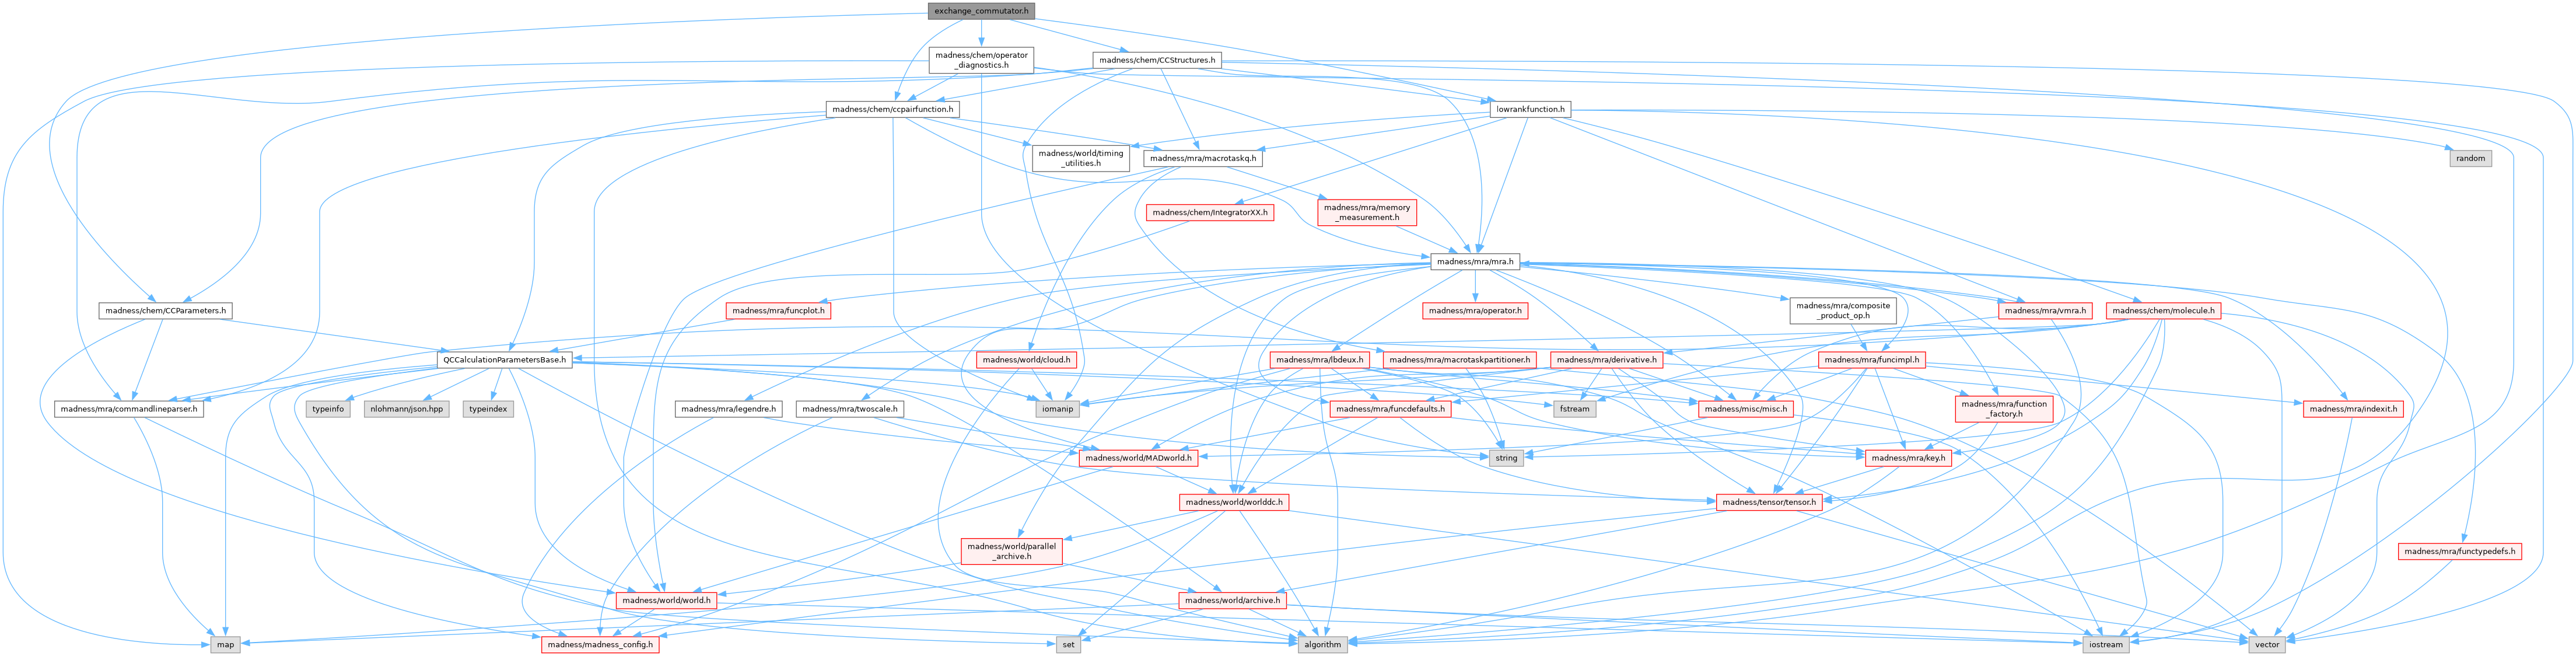 exchange_commutator.h
madness/chem/operator
_diagnostics.h
madness/chem/CCStructures.h
madness/chem/ccpairfunction.h
lowrankfunction.h
madness/world/timing
_utilities.h
madness/mra/macrotaskq.h
random
madness/chem/IntegratorXX.h
madness/mra/memory
_measurement.h
madness/mra/mra.h
madness/chem/CCParameters.h
madness/mra/funcplot.h
madness/mra/operator.h
madness/mra/composite
_product_op.h
madness/mra/vmra.h
madness/chem/molecule.h
QCCalculationParametersBase.h
madness/world/cloud.h
madness/mra/lbdeux.h
madness/mra/macrotaskpartitioner.h
madness/mra/derivative.h
madness/mra/funcimpl.h
madness/mra/commandlineparser.h
typeinfo
nlohmann/json.hpp
typeindex
madness/mra/legendre.h
madness/mra/twoscale.h
iomanip
madness/mra/funcdefaults.h
fstream
madness/misc/misc.h
madness/mra/function
_factory.h
madness/mra/indexit.h
madness/world/MADworld.h
string
madness/mra/key.h
madness/world/worlddc.h
madness/tensor/tensor.h
madness/world/parallel
_archive.h
madness/mra/functypedefs.h
madness/world/world.h
madness/world/archive.h
map
madness/madness_config.h
set
algorithm
iostream
vector